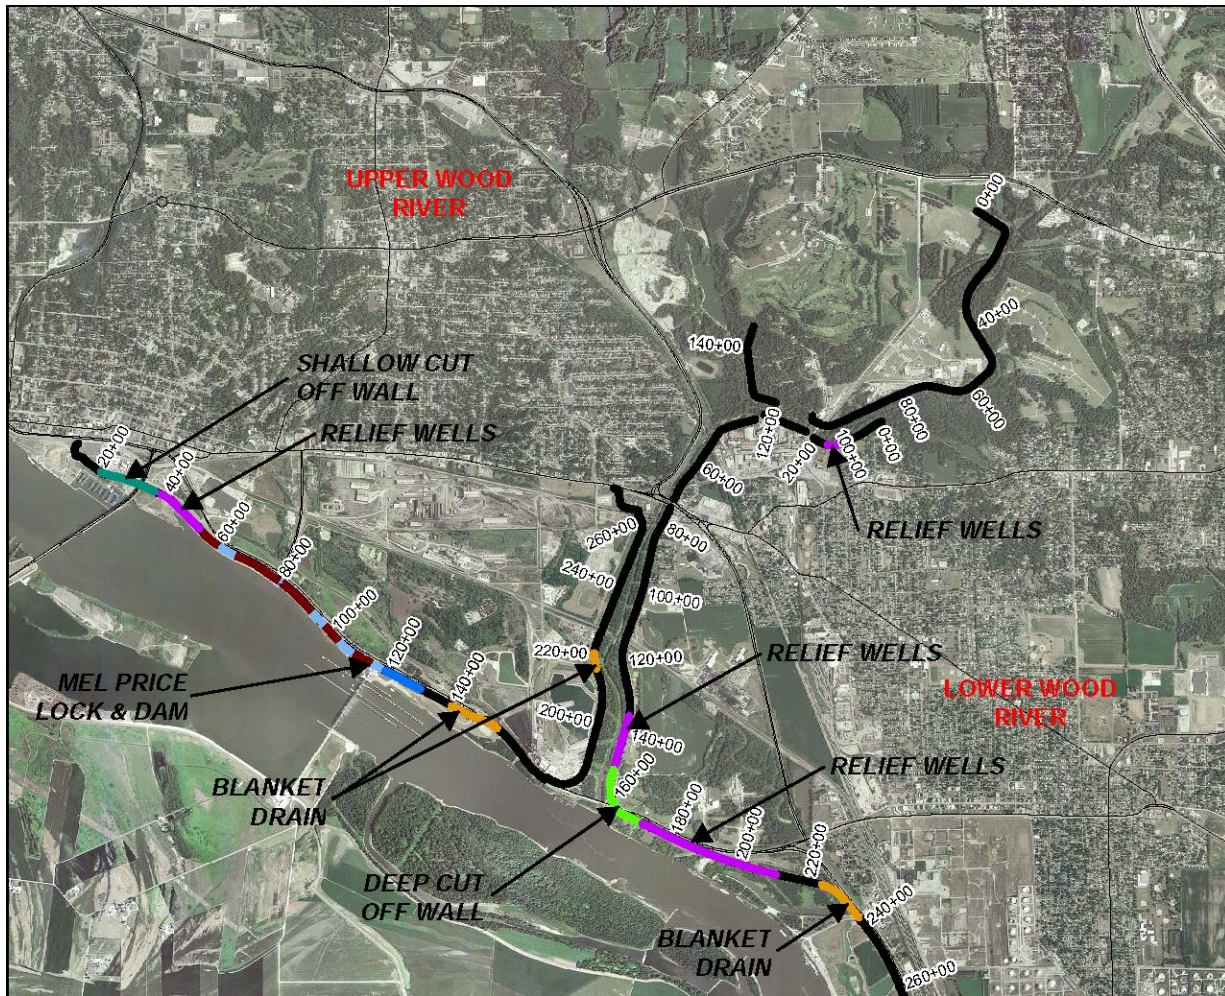 UPPER WOOD
RIVER
0+00
40+00
60+00
80+00
0+00
100+00
20+00
120+00
140+00
RELIEF WELLS
SHALLOW CUT
OFF WALL
RELIEF WELLS
20+00
40+00
60+00
80+00
100+00
120+00
140+00
MEL PRICE
LOCK & DAM
BLANKET
DRAIN
200+00
220+00
240+00
260+00
60+00
80+00
100+00
120+00
140+00
160+00
180+00
200+00
220+00
240+00
260+00
RELIEF WELLS
LOWER WOOD
RIVER
RELIEF WELLS
DEEP CUT
OFF WALL
BLANKET
DRAIN